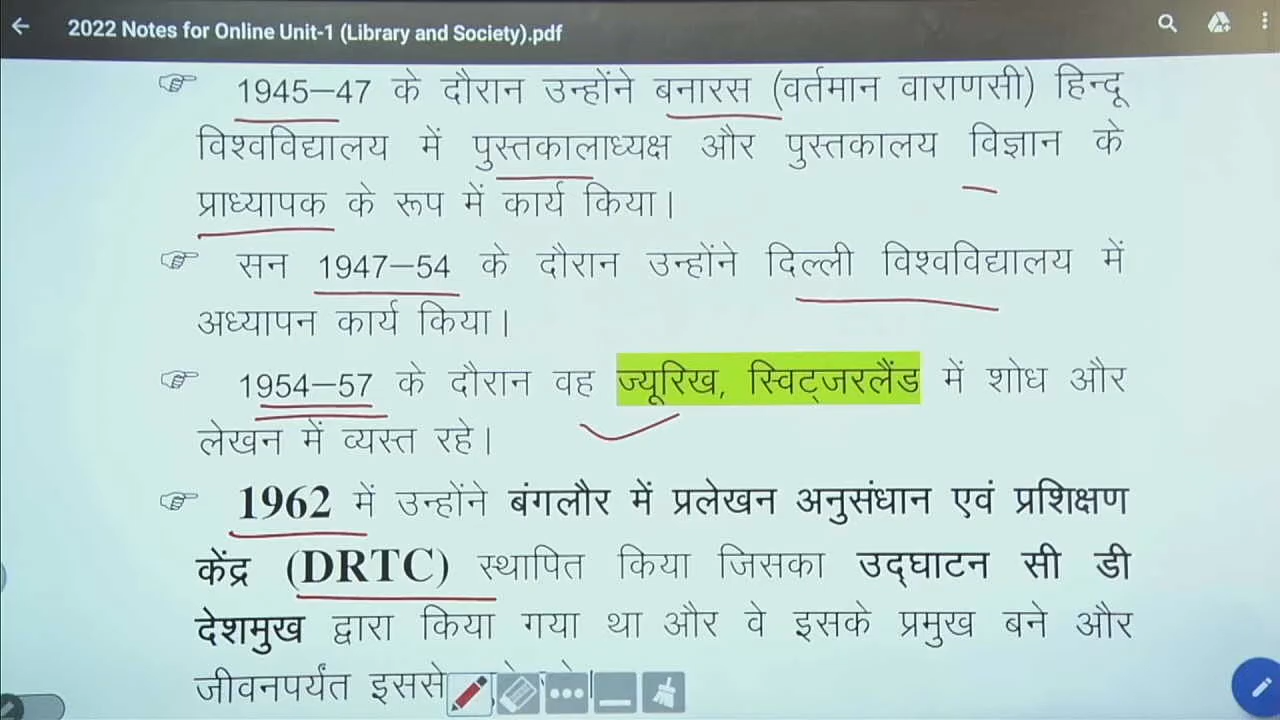 2022 Notes for Online Unit-1 (Library and Society).pdf
1945–47 के दौरान उन्होंने बनारस (वर्तमान वाराणसी) हिन्दू
विश्वविद्यालय में पुस्तकालाध्यक्ष और पुस्तकालय विज्ञान के
प्राध्यापक के रूप में कार्य किया।
सन 1947–54 के दौरान उन्होंने दिल्ली विश्वविद्यालय में
अध्यापन कार्य किया।
1954–57 के दौरान वह ज्यूरिख, स्विट्जरलैंड में शोध और
लेखन में व्यस्त रहे।
1962 में उन्होंने बंगलौर में प्रलेखन अनुसंधान एवं प्रशिक्षण
केंद्र (DRTC) स्थापित किया जिसका उद्घाटन सी डी
देशमुख द्वारा किया गया था और वे इसके प्रमुख बने और
जीवनपर्यंत इससे